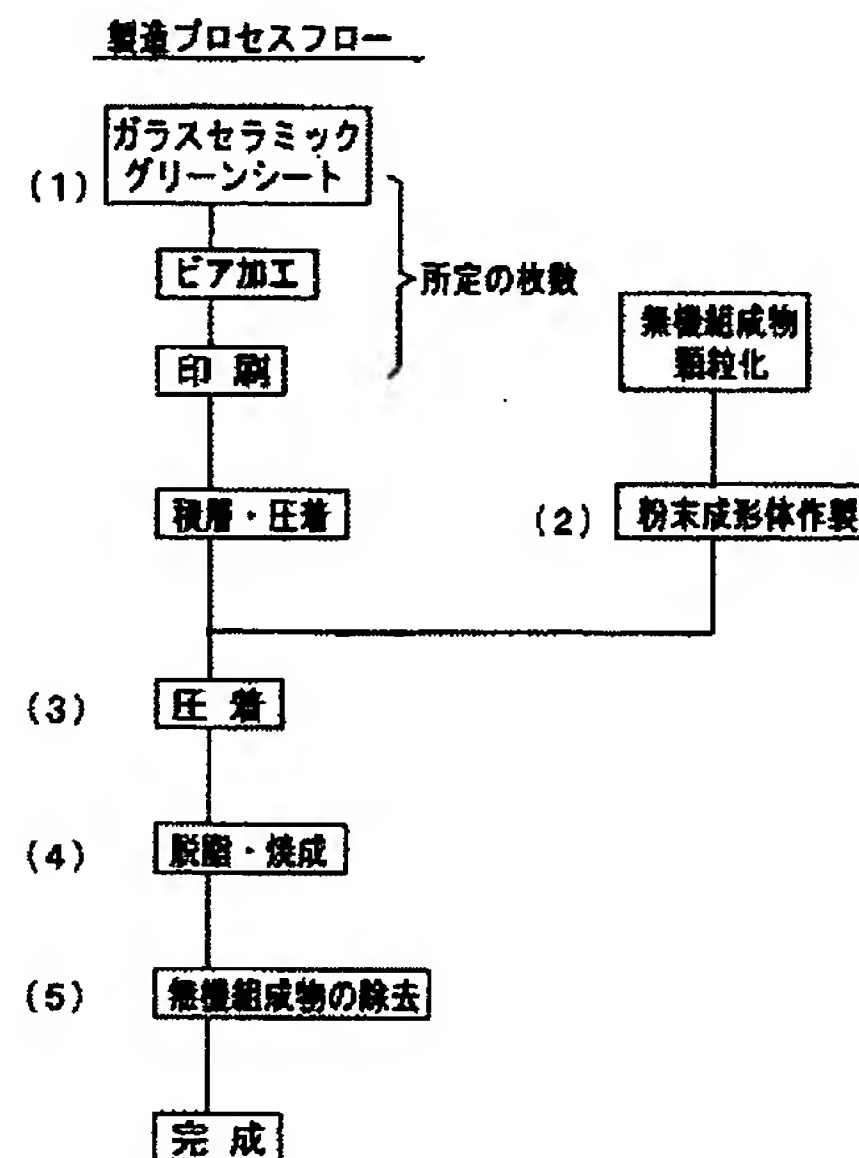 製造プロセスフロー
ガラスセラミック
(1) グリーンシート
ビア加工
所定の枚数
印 刷
無機組成物
顆粒化
積層・圧着
(2) 粉末成形体作製
(3) 圧 着
(4) 脱脂・焼成
(5) 無機組成物の除去
完 成